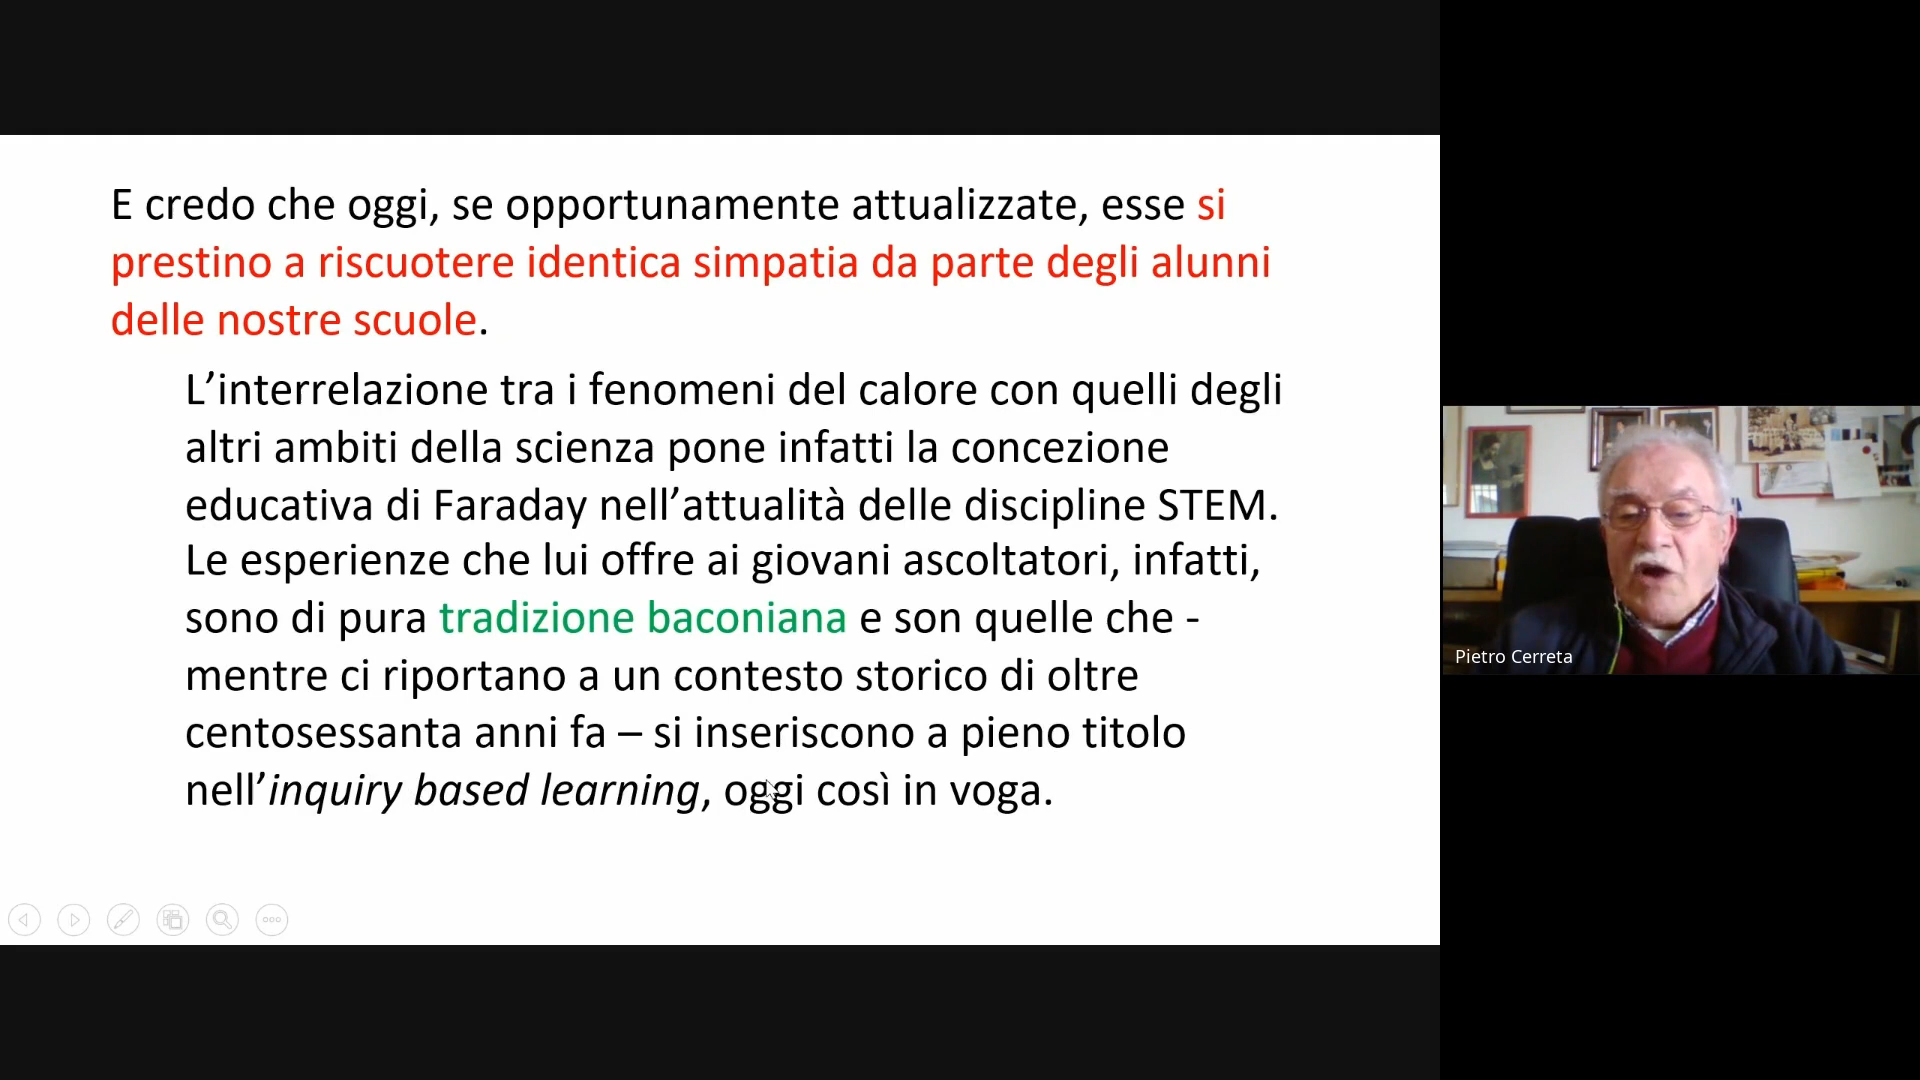 E credo che oggi, se opportunamente attualizzate, esse si
prestino a riscuotere identica simpatia da parte degli alunni
delle nostre scuole.
L’interrelazione tra i fenomeni del calore con quelli degli
altri ambiti della scienza pone infatti la concezione
educativa di Faraday nell’attualità delle discipline STEM.
Le esperienze che lui offre ai giovani ascoltatori, infatti,
sono di pura tradizione baconiana e son quelle che -
mentre ci riportano a un contesto storico di oltre
centosessanta anni fa – si inseriscono a pieno titolo
nell’inquiry based learning, oggi così in voga.
Pietro Cerreta